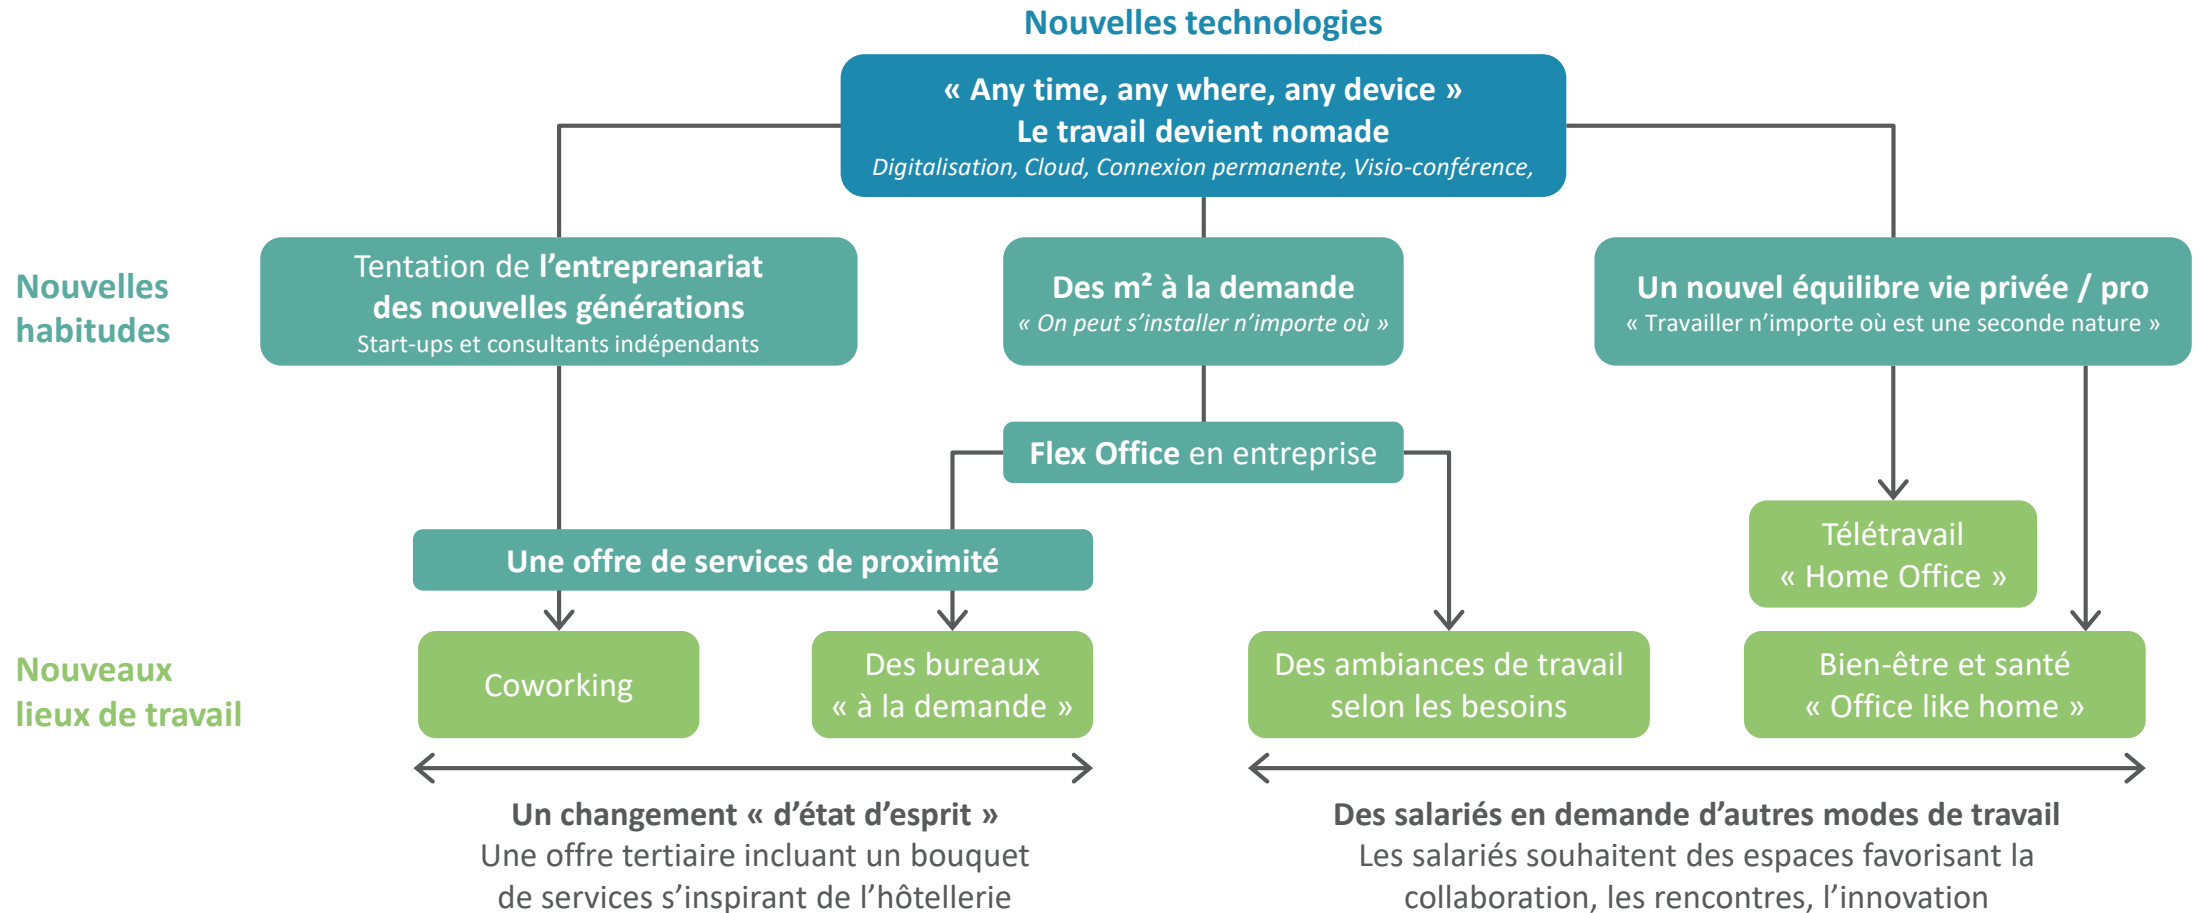 Nouvelles technologies
« Any time, any where, any device »
Le travail devient nomade
Digitalisation, Cloud, Connexion permanente, Visio-conférence,
Nouvelles
habitudes
Tentation de l’entreprenariat
des nouvelles générations
Start-ups et consultants indépendants
Des m² à la demande
« On peut s’installer n’importe où »
Un nouvel équilibre vie privée / pro
« Travailler n’importe où est une seconde nature »
Flex Office en entreprise
Une offre de services de proximité
Télétravail
« Home Office »
Nouveaux
lieux de travail
Coworking
Des bureaux
« à la demande »
Des ambiances de travail
selon les besoins
Bien-être et santé
« Office like home »
Un changement « d’état d’esprit »
Une offre tertiaire incluant un bouquet
de services s’inspirant de l’hôtellerie
Des salariés en demande d’autres modes de travail
Les salariés souhaitent des espaces favorisant la
collaboration, les rencontres, l’innovation